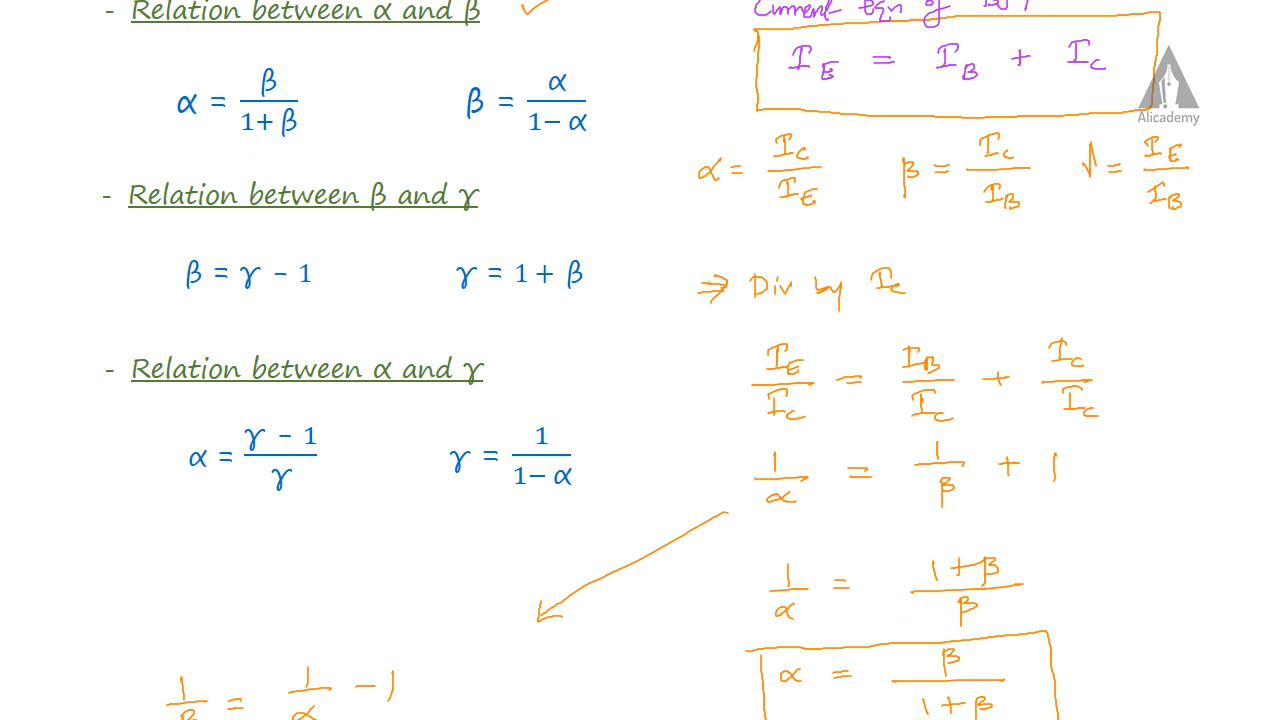 - Relation between α and β ✓
α = β / 1+ β    β = α / 1− α
- Relation between β and γ
β = γ − 1    γ = 1 + β
- Relation between α and γ
α = γ − 1 / γ    γ = 1 / 1− α
1/β = 1/α − 1
Current Eqn of
I_E = I_B + I_C
Alicademy
α = I_C / I_E    β = I_C / I_B    γ = I_E / I_B
⇒ Div by I_C
I_E / I_C = I_B / I_C + I_C / I_C
1/α = 1/β + 1
1/α = 1+β / β
α = β / 1+β